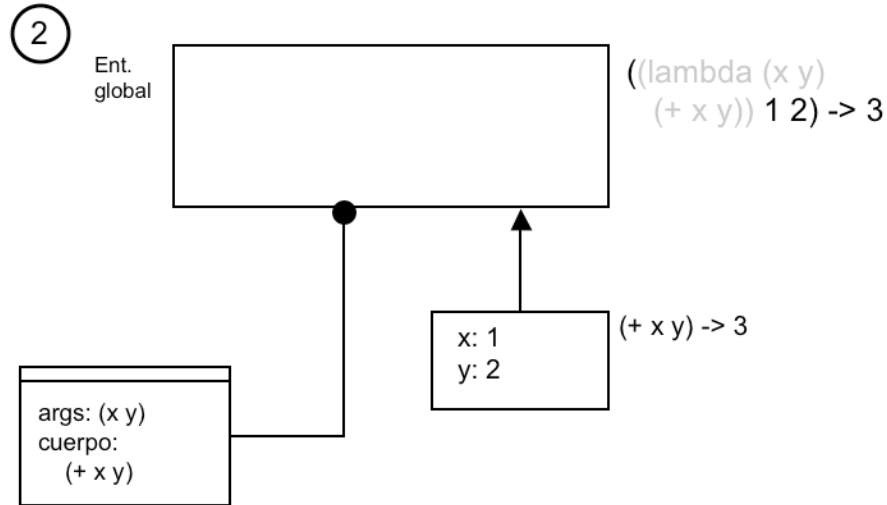 2
Ent.
global
((lambda (x y)
(+ x y)) 1 2) -> 3
x: 1
y: 2
(+ x y) -> 3
args: (x y)
cuerpo:
(+ x y)